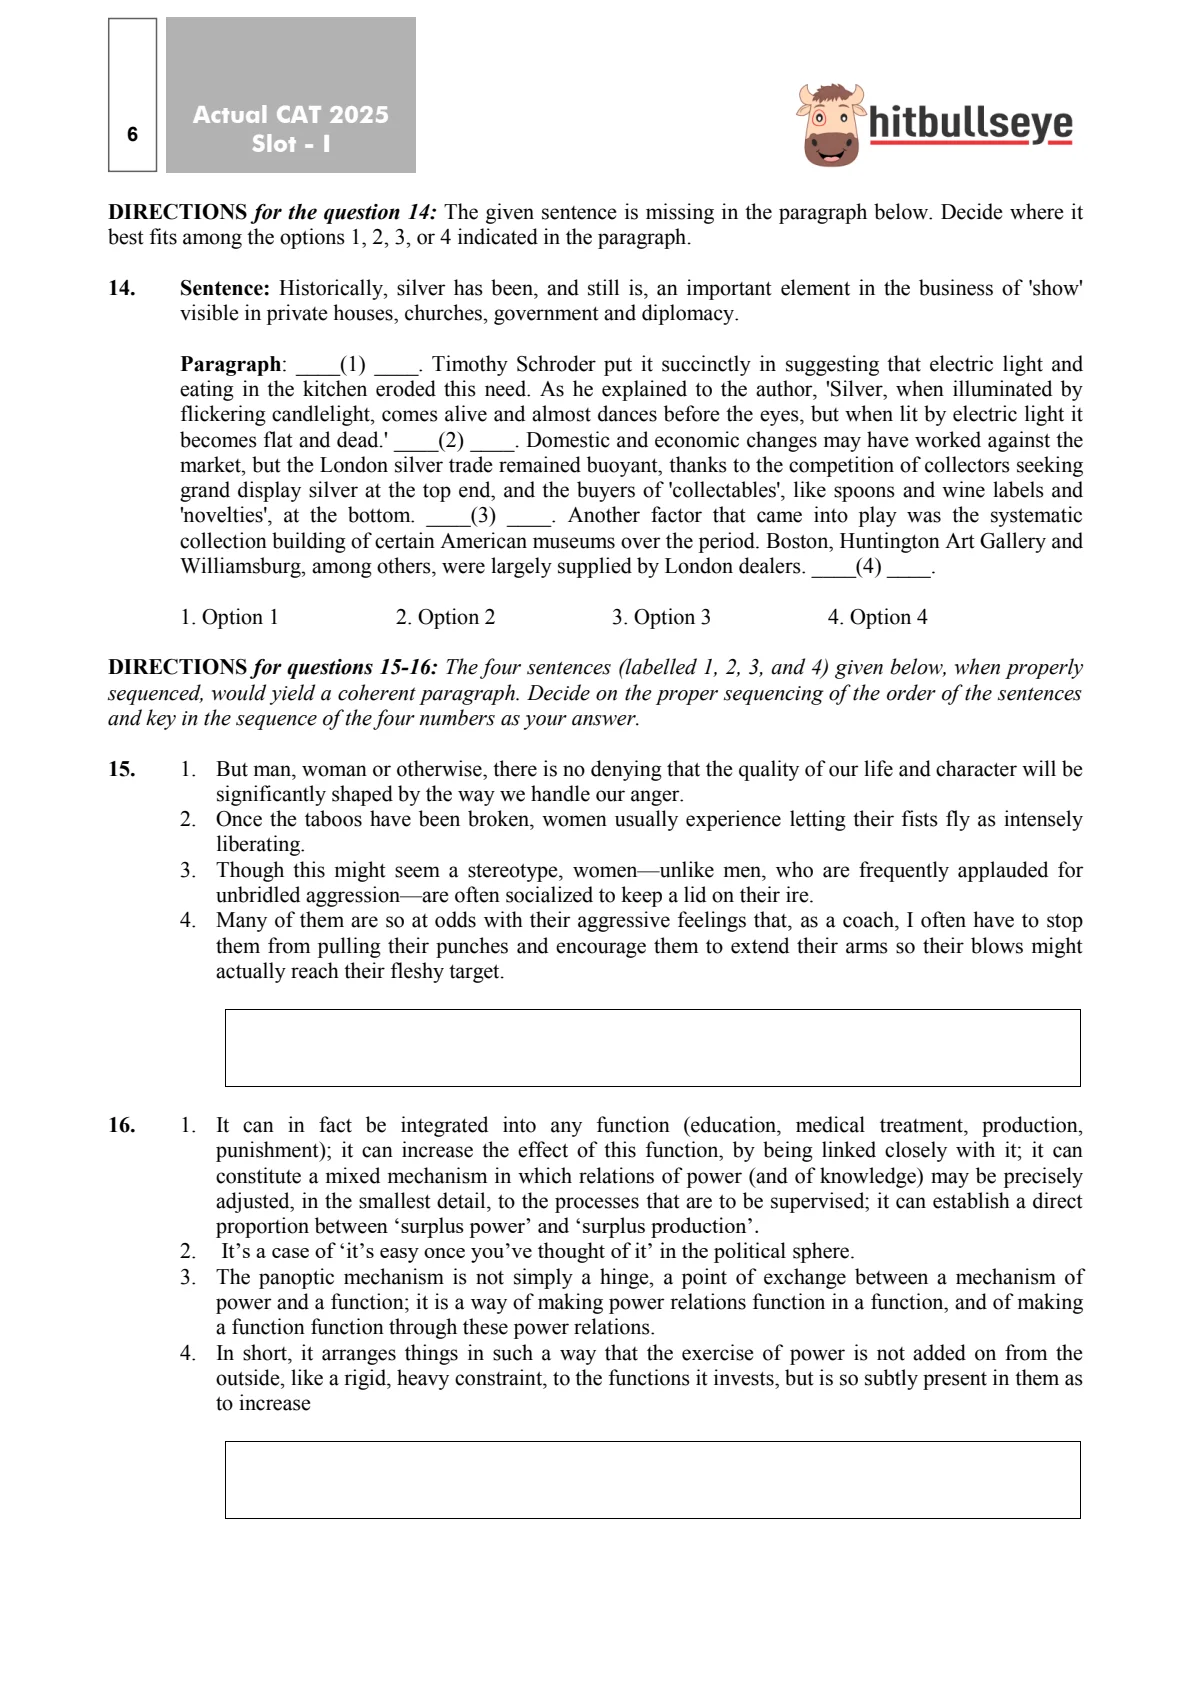 6
Actual CAT 2025
Slot - I
hitbullseye
DIRECTIONS for the question 14: The given sentence is missing in the paragraph below. Decide where it
best fits among the options 1, 2, 3, or 4 indicated in the paragraph.
14. Sentence: Historically, silver has been, and still is, an important element in the business of 'show'
visible in private houses, churches, government and diplomacy.
Paragraph: ____(1) ____. Timothy Schroder put it succinctly in suggesting that electric light and
eating in the kitchen eroded this need. As he explained to the author, 'Silver, when illuminated by
flickering candlelight, comes alive and almost dances before the eyes, but when lit by electric light it
becomes flat and dead.' ____(2) ____. Domestic and economic changes may have worked against the
market, but the London silver trade remained buoyant, thanks to the competition of collectors seeking
grand display silver at the top end, and the buyers of 'collectables', like spoons and wine labels and
'novelties', at the bottom. ____(3) ____. Another factor that came into play was the systematic
collection building of certain American museums over the period. Boston, Huntington Art Gallery and
Williamsburg, among others, were largely supplied by London dealers. ____(4) ____.
1. Option 1 2. Option 2 3. Option 3 4. Option 4
DIRECTIONS for questions 15-16: The four sentences (labelled 1, 2, 3, and 4) given below, when properly
sequenced, would yield a coherent paragraph. Decide on the proper sequencing of the order of the sentences
and key in the sequence of the four numbers as your answer.
15. 1. But man, woman or otherwise, there is no denying that the quality of our life and character will be
significantly shaped by the way we handle our anger.
2. Once the taboos have been broken, women usually experience letting their fists fly as intensely
liberating.
3. Though this might seem a stereotype, women—unlike men, who are frequently applauded for
unbridled aggression—are often socialized to keep a lid on their ire.
4. Many of them are so at odds with their aggressive feelings that, as a coach, I often have to stop
them from pulling their punches and encourage them to extend their arms so their blows might
actually reach their fleshy target.
16. 1. It can in fact be integrated into any function (education, medical treatment, production,
punishment); it can increase the effect of this function, by being linked closely with it; it can
constitute a mixed mechanism in which relations of power (and of knowledge) may be precisely
adjusted, in the smallest detail, to the processes that are to be supervised; it can establish a direct
proportion between ‘surplus power’ and ‘surplus production’.
2. It’s a case of ‘it’s easy once you’ve thought of it’ in the political sphere.
3. The panoptic mechanism is not simply a hinge, a point of exchange between a mechanism of
power and a function; it is a way of making power relations function in a function, and of making
a function function through these power relations.
4. In short, it arranges things in such a way that the exercise of power is not added on from the
outside, like a rigid, heavy constraint, to the functions it invests, but is so subtly present in them as
to increase